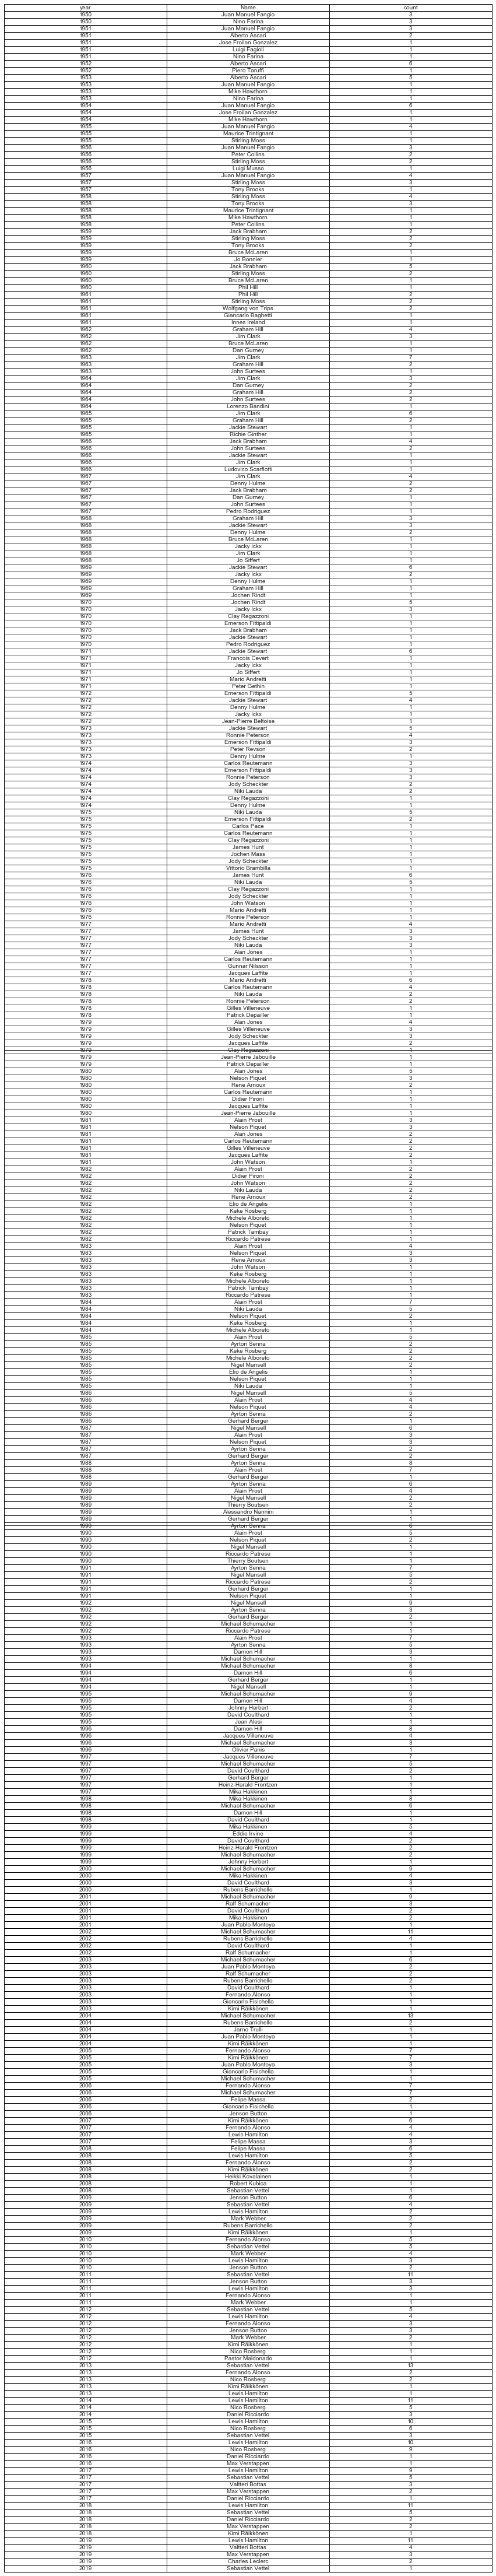 year Name count
1950 Juan Manuel Fangio 3
1950 Nino Farina 3
1951 Juan Manuel Fangio 3
1951 Alberto Ascari 2
1951 Jose Froilan Gonzalez 1
1951 Luigi Fagioli 1
1951 Nino Farina 1
1952 Alberto Ascari 6
1952 Piero Taruffi 1
1953 Alberto Ascari 5
1953 Juan Manuel Fangio 1
1953 Mike Hawthorn 1
1953 Nino Farina 1
1954 Juan Manuel Fangio 6
1954 Jose Froilan Gonzalez 1
1954 Mike Hawthorn 1
1955 Juan Manuel Fangio 4
1955 Maurice Trintignant 1
1955 Stirling Moss 1
1956 Juan Manuel Fangio 3
1956 Peter Collins 2
1956 Stirling Moss 2
1956 Luigi Musso 1
1957 Juan Manuel Fangio 4
1957 Stirling Moss 3
1957 Tony Brooks 1
1958 Stirling Moss 4
1958 Tony Brooks 3
1958 Maurice Trintignant 1
1958 Mike Hawthorn 1
1958 Peter Collins 1
1959 Jack Brabham 2
1959 Stirling Moss 2
1959 Tony Brooks 2
1959 Bruce McLaren 1
1959 Jo Bonnier 1
1960 Jack Brabham 5
1960 Stirling Moss 2
1960 Bruce McLaren 1
1960 Phil Hill 1
1961 Phil Hill 2
1961 Stirling Moss 2
1961 Wolfgang von Trips 2
1961 Giancarlo Baghetti 1
1961 Innes Ireland 1
1962 Graham Hill 4
1962 Jim Clark 3
1962 Bruce McLaren 1
1962 Dan Gurney 1
1963 Jim Clark 7
1963 Graham Hill 2
1963 John Surtees 1
1964 Jim Clark 3
1964 Dan Gurney 2
1964 Graham Hill 2
1964 John Surtees 2
1964 Lorenzo Bandini 1
1965 Jim Clark 6
1965 Graham Hill 2
1965 Jackie Stewart 1
1965 Richie Ginther 1
1966 Jack Brabham 4
1966 John Surtees 2
1966 Jackie Stewart 1
1966 Jim Clark 1
1966 Ludovico Scarfiotti 1
1967 Jim Clark 4
1967 Denny Hulme 2
1967 Jack Brabham 2
1967 Dan Gurney 1
1967 John Surtees 1
1967 Pedro Rodriguez 1
1968 Graham Hill 3
1968 Jackie Stewart 3
1968 Denny Hulme 2
1968 Bruce McLaren 1
1968 Jacky Ickx 1
1968 Jim Clark 1
1968 Jo Siffert 1
1969 Jackie Stewart 6
1969 Jacky Ickx 2
1969 Denny Hulme 1
1969 Graham Hill 1
1969 Jochen Rindt 1
1970 Jochen Rindt 5
1970 Jacky Ickx 3
1970 Clay Regazzoni 1
1970 Emerson Fittipaldi 1
1970 Jack Brabham 1
1970 Jackie Stewart 1
1970 Pedro Rodriguez 1
1971 Jackie Stewart 6
1971 Francois Cevert 1
1971 Jacky Ickx 1
1971 Jo Siffert 1
1971 Mario Andretti 1
1971 Peter Gethin 1
1972 Emerson Fittipaldi 5
1972 Jackie Stewart 4
1972 Denny Hulme 1
1972 Jacky Ickx 1
1972 Jean-Pierre Beltoise 1
1973 Jackie Stewart 5
1973 Ronnie Peterson 4
1973 Emerson Fittipaldi 3
1973 Peter Revson 2
1973 Denny Hulme 1
1974 Carlos Reutemann 3
1974 Emerson Fittipaldi 3
1974 Ronnie Peterson 3
1974 Jody Scheckter 2
1974 Niki Lauda 2
1974 Clay Regazzoni 1
1974 Denny Hulme 1
1975 Niki Lauda 5
1975 Emerson Fittipaldi 2
1975 Carlos Pace 1
1975 Carlos Reutemann 1
1975 Clay Regazzoni 1
1975 James Hunt 1
1975 Jochen Mass 1
1975 Jody Scheckter 1
1975 Vittorio Brambilla 1
1976 James Hunt 6
1976 Niki Lauda 5
1976 Clay Regazzoni 1
1976 Jody Scheckter 1
1976 John Watson 1
1976 Mario Andretti 1
1976 Ronnie Peterson 1
1977 Mario Andretti 4
1977 James Hunt 3
1977 Jody Scheckter 3
1977 Niki Lauda 3
1977 Alan Jones 1
1977 Carlos Reutemann 1
1977 Gunnar Nilsson 1
1977 Jacques Laffite 1
1978 Mario Andretti 6
1978 Carlos Reutemann 4
1978 Niki Lauda 2
1978 Ronnie Peterson 2
1978 Gilles Villeneuve 1
1978 Patrick Depailler 1
1979 Alan Jones 4
1979 Gilles Villeneuve 3
1979 Jody Scheckter 3
1979 Jacques Laffite 2
1979 Clay Regazzoni 1
1979 Jean-Pierre Jabouille 1
1979 Patrick Depailler 1
1980 Alan Jones 5
1980 Nelson Piquet 3
1980 Rene Arnoux 2
1980 Carlos Reutemann 1
1980 Didier Pironi 1
1980 Jacques Laffite 1
1980 Jean-Pierre Jabouille 1
1981 Alain Prost 3
1981 Nelson Piquet 3
1981 Alan Jones 2
1981 Carlos Reutemann 2
1981 Gilles Villeneuve 2
1981 Jacques Laffite 2
1981 John Watson 1
1982 Alain Prost 2
1982 Didier Pironi 2
1982 John Watson 2
1982 Niki Lauda 2
1982 Rene Arnoux 2
1982 Elio de Angelis 1
1982 Keke Rosberg 1
1982 Michele Alboreto 1
1982 Nelson Piquet 1
1982 Patrick Tambay 1
1982 Riccardo Patrese 1
1983 Alain Prost 4
1983 Nelson Piquet 3
1983 Rene Arnoux 3
1983 John Watson 1
1983 Keke Rosberg 1
1983 Michele Alboreto 1
1983 Patrick Tambay 1
1983 Riccardo Patrese 1
1984 Alain Prost 7
1984 Niki Lauda 5
1984 Nelson Piquet 2
1984 Keke Rosberg 1
1984 Michele Alboreto 1
1985 Alain Prost 5
1985 Ayrton Senna 2
1985 Keke Rosberg 2
1985 Michele Alboreto 2
1985 Nigel Mansell 2
1985 Elio de Angelis 1
1985 Nelson Piquet 1
1985 Niki Lauda 1
1986 Nigel Mansell 5
1986 Alain Prost 4
1986 Nelson Piquet 4
1986 Ayrton Senna 2
1986 Gerhard Berger 1
1987 Nigel Mansell 6
1987 Alain Prost 3
1987 Nelson Piquet 3
1987 Ayrton Senna 2
1987 Gerhard Berger 2
1988 Ayrton Senna 8
1988 Alain Prost 7
1988 Gerhard Berger 1
1989 Ayrton Senna 6
1989 Alain Prost 4
1989 Nigel Mansell 2
1989 Thierry Boutsen 2
1989 Alessandro Nannini 1
1989 Gerhard Berger 1
1990 Ayrton Senna 6
1990 Alain Prost 5
1990 Nelson Piquet 2
1990 Nigel Mansell 1
1990 Riccardo Patrese 1
1990 Thierry Boutsen 1
1991 Ayrton Senna 7
1991 Nigel Mansell 5
1991 Riccardo Patrese 2
1991 Gerhard Berger 1
1991 Nelson Piquet 1
1992 Nigel Mansell 9
1992 Ayrton Senna 3
1992 Gerhard Berger 2
1992 Michael Schumacher 1
1992 Riccardo Patrese 1
1993 Alain Prost 7
1993 Ayrton Senna 5
1993 Damon Hill 3
1993 Michael Schumacher 1
1994 Michael Schumacher 8
1994 Damon Hill 6
1994 Gerhard Berger 1
1994 Nigel Mansell 1
1995 Michael Schumacher 9
1995 Damon Hill 4
1995 Johnny Herbert 2
1995 David Coulthard 1
1995 Jean Alesi 1
1996 Damon Hill 8
1996 Jacques Villeneuve 4
1996 Michael Schumacher 3
1996 Olivier Panis 1
1997 Jacques Villeneuve 7
1997 Michael Schumacher 5
1997 David Coulthard 2
1997 Gerhard Berger 1
1997 Heinz-Harald Frentzen 1
1997 Mika Hakkinen 1
1998 Mika Hakkinen 8
1998 Michael Schumacher 6
1998 Damon Hill 1
1998 David Coulthard 1
1999 Mika Hakkinen 5
1999 Eddie Irvine 4
1999 David Coulthard 2
1999 Heinz-Harald Frentzen 2
1999 Michael Schumacher 2
1999 Johnny Herbert 1
2000 Michael Schumacher 9
2000 Mika Hakkinen 4
2000 David Coulthard 3
2000 Rubens Barrichello 1
2001 Michael Schumacher 9
2001 Ralf Schumacher 3
2001 David Coulthard 2
2001 Mika Hakkinen 2
2001 Juan Pablo Montoya 1
2002 Michael Schumacher 11
2002 Rubens Barrichello 4
2002 David Coulthard 1
2002 Ralf Schumacher 1
2003 Michael Schumacher 6
2003 Juan Pablo Montoya 2
2003 Ralf Schumacher 2
2003 Rubens Barrichello 2
2003 David Coulthard 1
2003 Fernando Alonso 1
2003 Giancarlo Fisichella 1
2003 Kimi Räikkönen 1
2004 Michael Schumacher 13
2004 Rubens Barrichello 2
2004 Jarno Trulli 1
2004 Juan Pablo Montoya 1
2004 Kimi Räikkönen 1
2005 Fernando Alonso 7
2005 Kimi Räikkönen 7
2005 Juan Pablo Montoya 3
2005 Giancarlo Fisichella 1
2005 Michael Schumacher 1
2006 Fernando Alonso 7
2006 Michael Schumacher 7
2006 Felipe Massa 2
2006 Giancarlo Fisichella 1
2006 Jenson Button 1
2007 Kimi Räikkönen 6
2007 Fernando Alonso 4
2007 Lewis Hamilton 4
2007 Felipe Massa 3
2008 Felipe Massa 6
2008 Lewis Hamilton 5
2008 Fernando Alonso 2
2008 Kimi Räikkönen 2
2008 Heikki Kovalainen 1
2008 Robert Kubica 1
2008 Sebastian Vettel 1
2009 Jenson Button 6
2009 Sebastian Vettel 4
2009 Lewis Hamilton 2
2009 Mark Webber 2
2009 Rubens Barrichello 2
2009 Kimi Räikkönen 1
2010 Fernando Alonso 5
2010 Sebastian Vettel 5
2010 Mark Webber 4
2010 Lewis Hamilton 3
2010 Jenson Button 2
2011 Sebastian Vettel 11
2011 Jenson Button 3
2011 Lewis Hamilton 3
2011 Fernando Alonso 1
2011 Mark Webber 1
2012 Sebastian Vettel 5
2012 Lewis Hamilton 4
2012 Fernando Alonso 3
2012 Jenson Button 3
2012 Mark Webber 2
2012 Kimi Räikkönen 1
2012 Nico Rosberg 1
2012 Pastor Maldonado 1
2013 Sebastian Vettel 13
2013 Fernando Alonso 2
2013 Nico Rosberg 2
2013 Kimi Räikkönen 1
2013 Lewis Hamilton 1
2014 Lewis Hamilton 11
2014 Nico Rosberg 5
2014 Daniel Ricciardo 3
2015 Lewis Hamilton 10
2015 Nico Rosberg 6
2015 Sebastian Vettel 3
2016 Lewis Hamilton 10
2016 Nico Rosberg 9
2016 Daniel Ricciardo 1
2016 Max Verstappen 1
2017 Lewis Hamilton 9
2017 Sebastian Vettel 5
2017 Valtteri Bottas 3
2017 Max Verstappen 2
2017 Daniel Ricciardo 1
2018 Lewis Hamilton 11
2018 Sebastian Vettel 5
2018 Daniel Ricciardo 2
2018 Max Verstappen 2
2018 Kimi Räikkönen 1
2019 Lewis Hamilton 11
2019 Valtteri Bottas 4
2019 Max Verstappen 3
2019 Charles Leclerc 2
2019 Sebastian Vettel 1